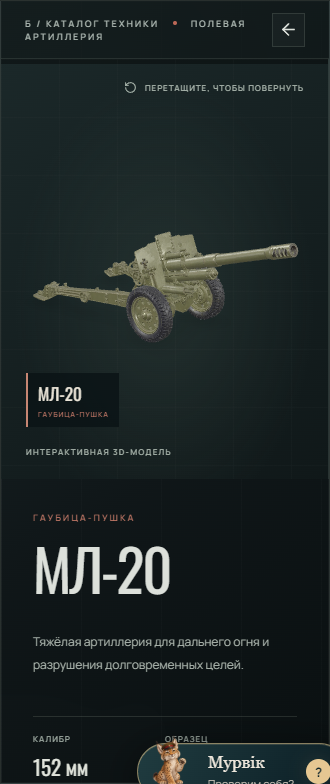 Б / КАТАЛОГ ТЕХНИКИ • ПОЛЕВАЯ
АРТИЛЛЕРИЯ
ПЕРЕТАЩИТЕ, ЧТОБЫ ПОВЕРНУТЬ
МЛ-20
ГАУБИЦА-ПУШКА
ИНТЕРАКТИВНАЯ 3D-МОДЕЛЬ
ГАУБИЦА-ПУШКА
МЛ-20
Тяжёлая артиллерия для дальнего огня и
разрушения долговременных целей.
КАЛИБР ОБРАЗЕЦ
152 мм
Мурвік
?